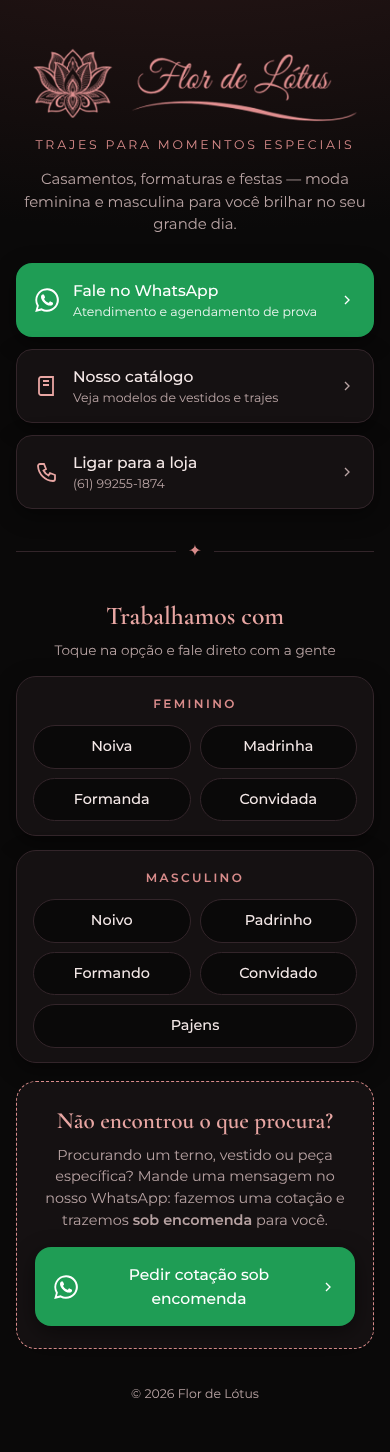 Flor de Lótus
TRAJES PARA MOMENTOS ESPECIAIS
Casamentos, formaturas e festas — moda
feminina e masculina para você brilhar no seu
grande dia.
Fale no WhatsApp
Atendimento e agendamento de prova
Nosso catálogo
Veja modelos de vestidos e trajes
Ligar para a loja
(61) 99255-1874
Trabalhamos com
Toque na opção e fale direto com a gente
FEMININO
Noiva
Madrinha
Formanda
Convidada
MASCULINO
Noivo
Padrinho
Formando
Convidado
Pajens
Não encontrou o que procura?
Procurando um terno, vestido ou peça
específica? Mande uma mensagem no
nosso WhatsApp: fazemos uma cotação e
trazemos sob encomenda para você.
Pedir cotação sob
encomenda
© 2026 Flor de Lótus